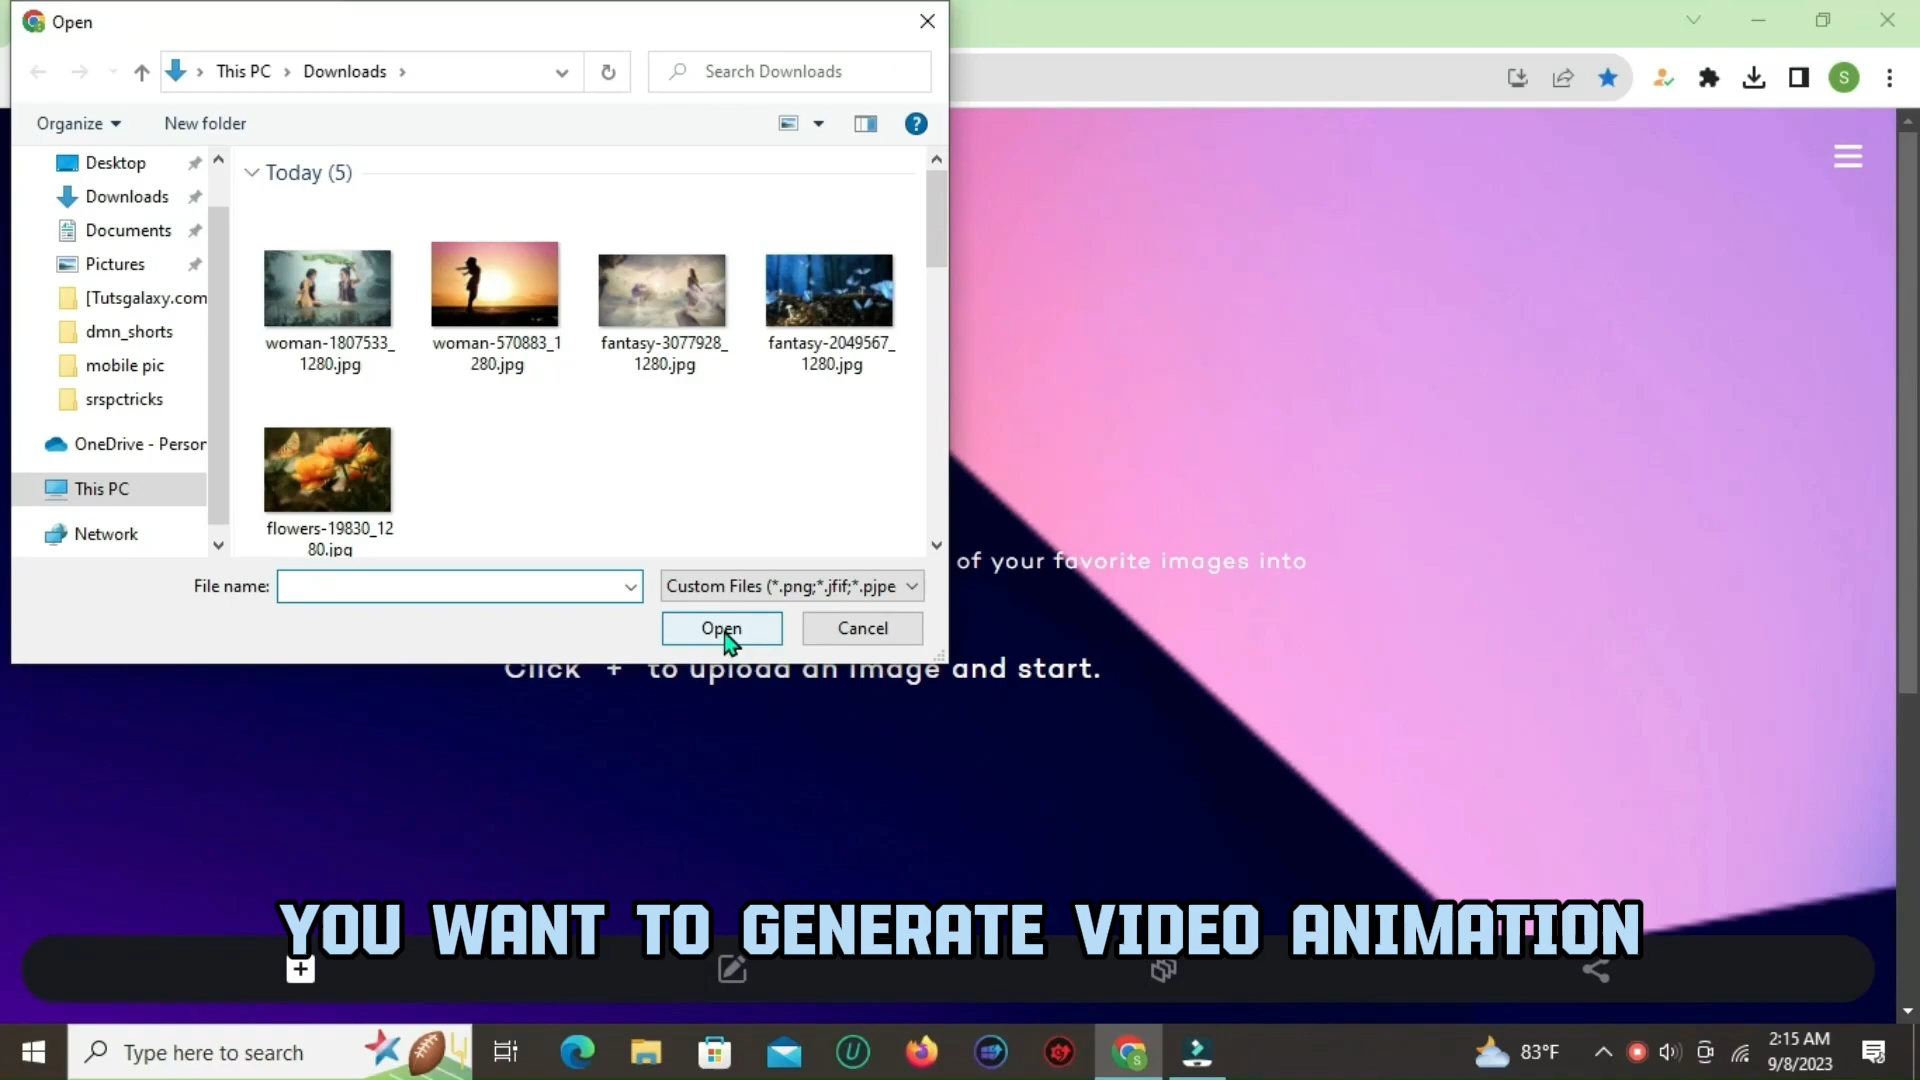 Open
This PC
Downloads
Search Downloads
S
Organize
New folder
?
Desktop
Downloads
Documents
Pictures
[Tutsgalaxy.com
dmn_shorts
mobile pic
srspctricks
OneDrive - Person
This PC
Network
Today (5)
woman-1807533_
1280.jpg
woman-570883_1
280.jpg
fantasy-3077928_
1280.jpg
fantasy-2049567_
1280.jpg
flowers-19830_12
80.jpg
of your favorite images into
File name:
Custom Files (*.png;*.jfif;*.pjpe
Open
Cancel
Click + to upload an image and start.
YOU WANT TO GENERATE VIDEO ANIMATION
Type here to search
83°F
2:15 AM
9/8/2023